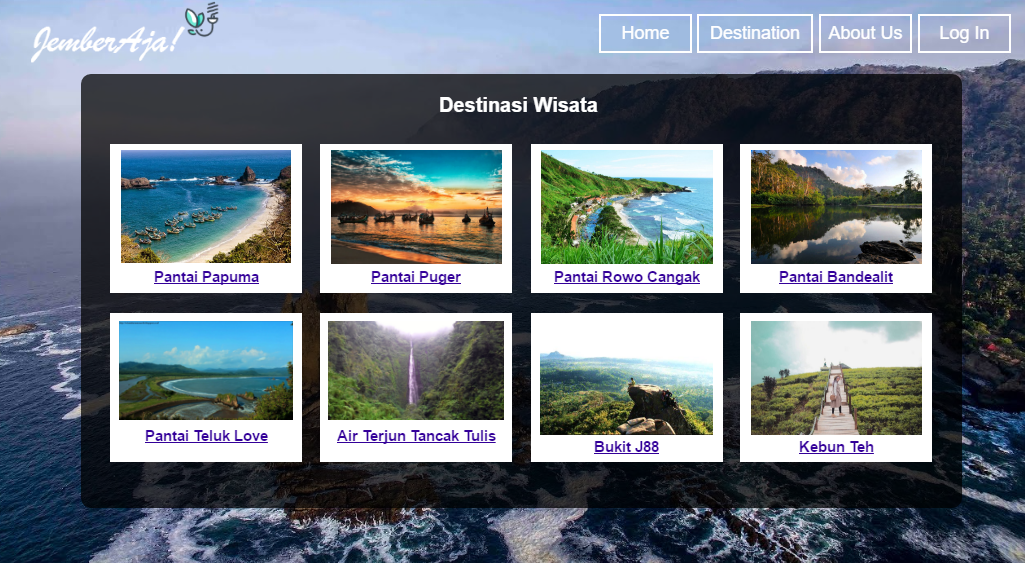 JemberAja!
Home
Destination
About Us
Log In
Destinasi Wisata
Pantai Papuma
Pantai Puger
Pantai Rowo Cangak
Pantai Bandealit
Pantai Teluk Love
Air Terjun Tancak Tulis
Bukit J88
Kebun Teh